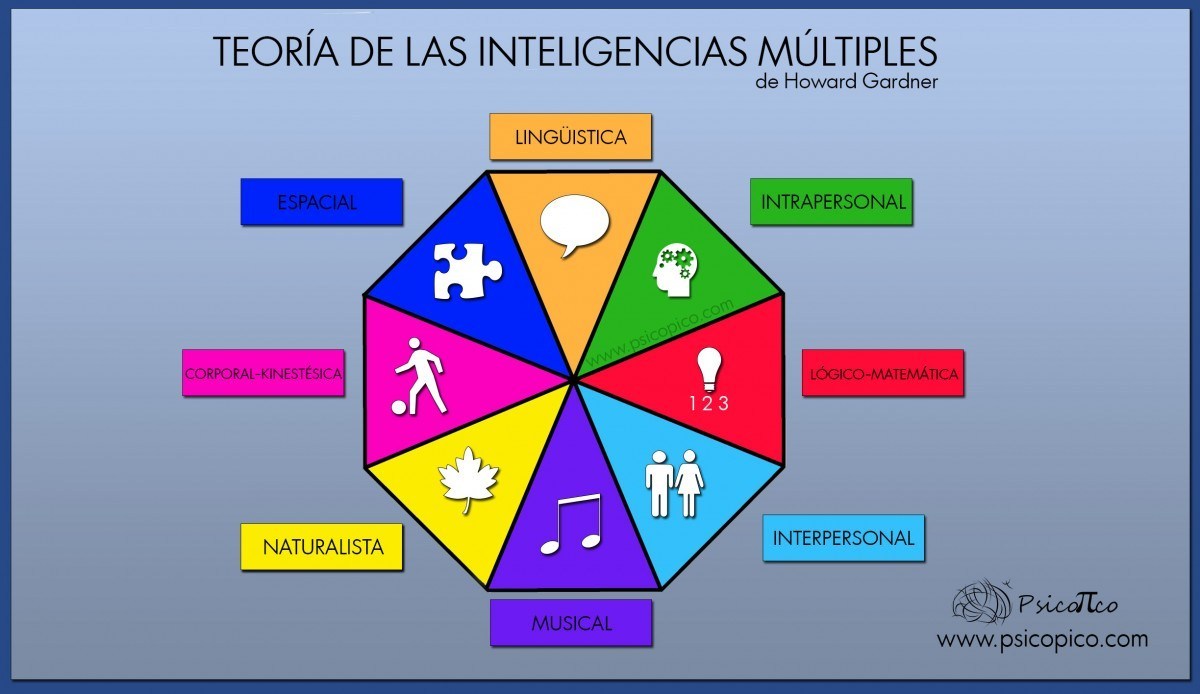 TEORÍA DE LAS INTELIGENCIAS MÚLTIPLES
de Howard Gardner
LINGÜISTICA
ESPACIAL
INTRAPERSONAL
www.psicopico.com
CORPORAL-KINESTÉSICA
LÓGICO-MATEMÁTICA
1 2 3
NATURALISTA
INTERPERSONAL
MUSICAL
Psicoπco
www.psicopico.com